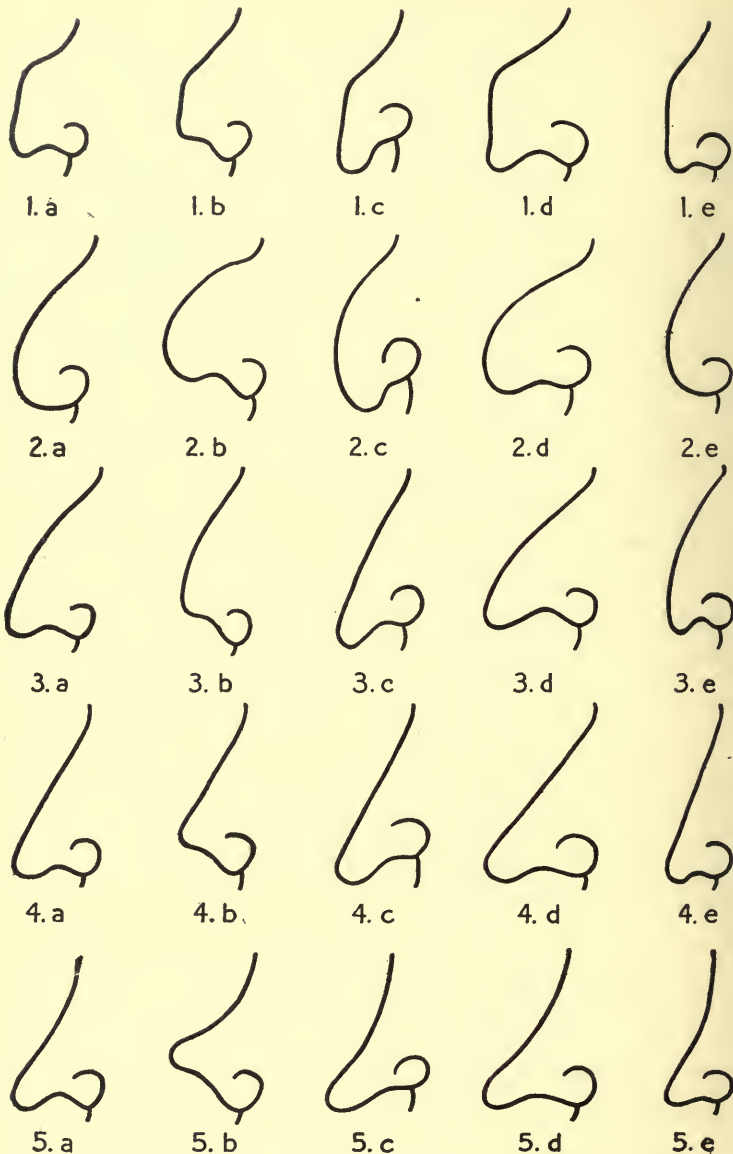 1. a 1. b 1. c 1. d 1. e
2. a 2. b 2. c 2. d 2. e
3. a 3. b 3. c 3. d 3. e
4. a 4. b 4. c 4. d 4. e
5. a 5. b 5. c 5. d 5. e